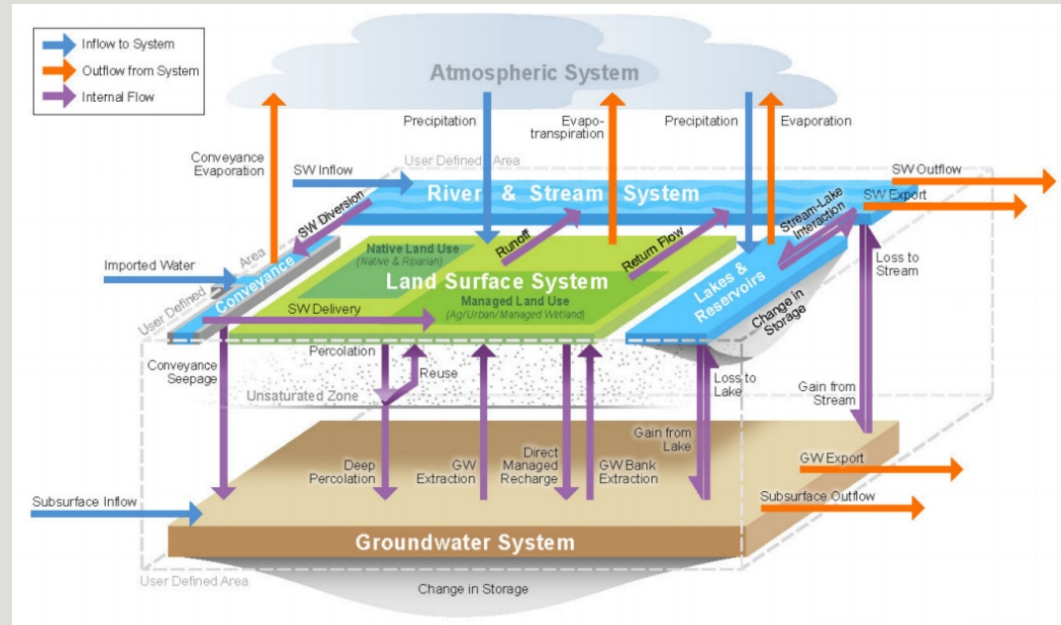 Inflow to System
Outflow from System
Internal Flow
Atmospheric System
Precipitation
Evapo-
transpiration
Precipitation
Evaporation
Conveyance
Evaporation
User Defined Area
SW Inflow
SW Outflow
River & Stream System
SW Export
SW Diversion
Stream-Lake
Interaction
Native Land Use
(Native & Riparian)
Runoff
Return Flow
Loss to
Stream
Imported Water
User Defined Area
Conveyance
Land Surface System
Lakes &
Reservoirs
Managed Land Use
(Ag/Urban/Managed Wetland)
SW Delivery
Change in
Storage
Percolation
Reuse
Conveyance
Seepage
Unsaturated Zone
Loss to
Lake
Gain from
Stream
Gain from
Lake
Deep
Percolation
GW
Extraction
Direct
Managed
Recharge
GW Bank
Extraction
GW Export
Subsurface Inflow
Subsurface Outflow
Groundwater System
User Defined Area
Change in Storage